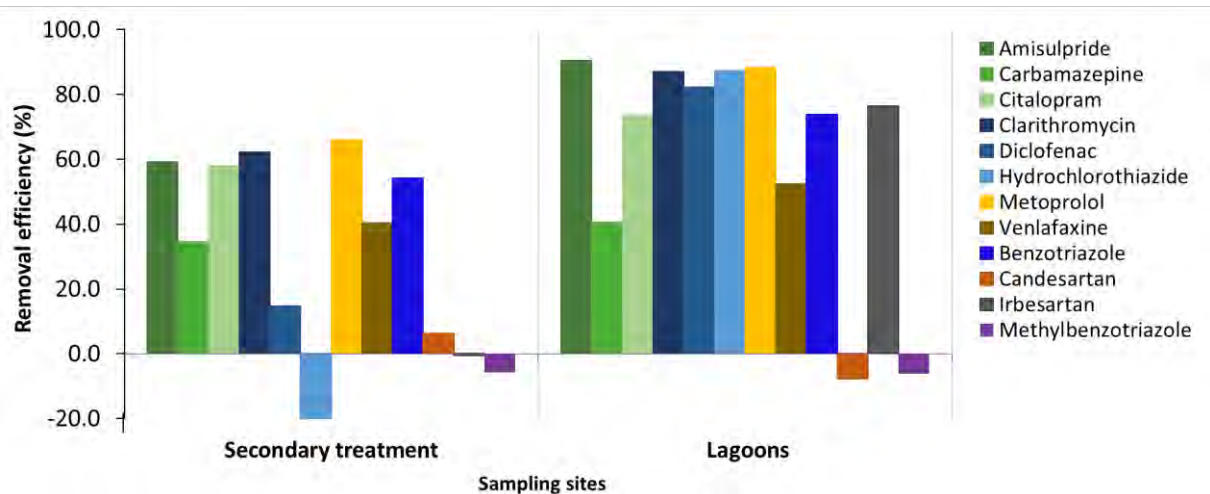 100.0
80.0
60.0
40.0
20.0
0.0
-20.0
Removal efficiency (%)
Secondary treatment
Lagoons
Sampling sites
Amisulpride
Carbamazepine
Citalopram
Clarithromycin
Diclofenac
Hydrochlorothiazide
Metoprolol
Venlafaxine
Benzotriazole
Candesartan
Irbesartan
Methylbenzotriazole